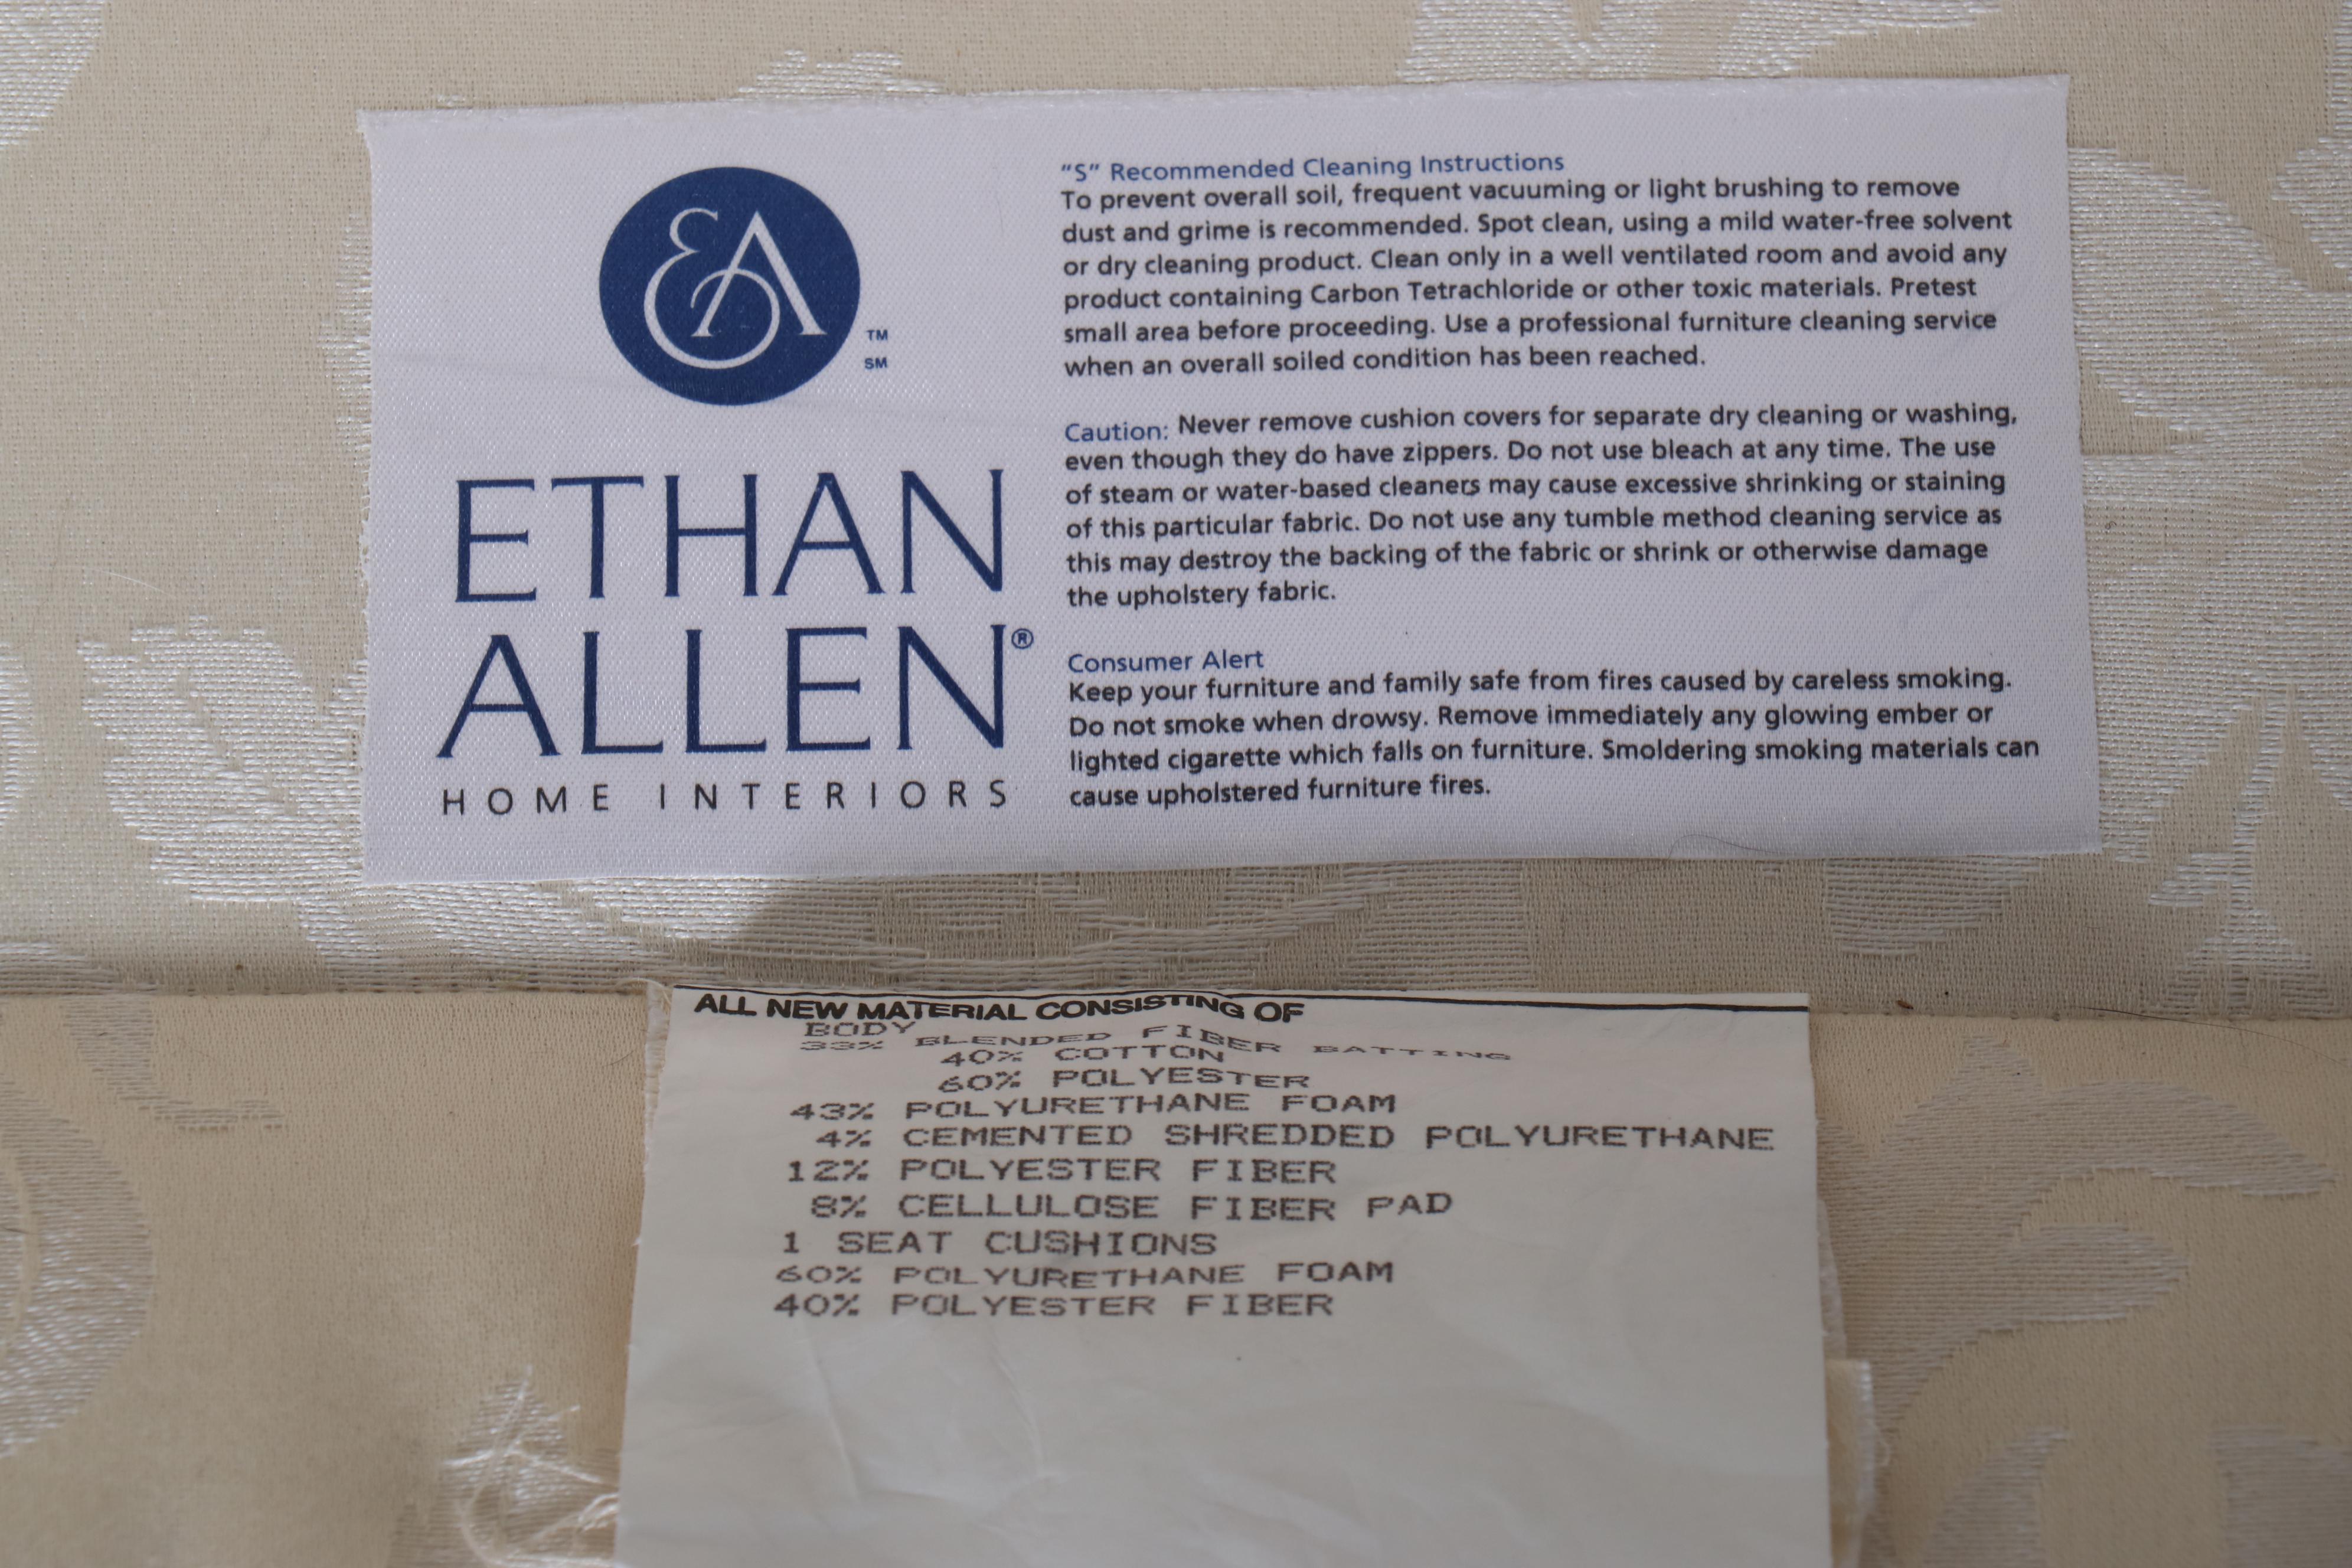 EA
TM
SM
ETHAN
ALLEN®
HOME INTERIORS
"S" Recommended Cleaning Instructions
To prevent overall soil, frequent vacuuming or light brushing to remove
dust and grime is recommended. Spot clean, using a mild water-free solvent
or dry cleaning product. Clean only in a well ventilated room and avoid any
product containing Carbon Tetrachloride or other toxic materials. Pretest
small area before proceeding. Use a professional furniture cleaning service
when an overall soiled condition has been reached.
Caution: Never remove cushion covers for separate dry cleaning or washing,
even though they do have zippers. Do not use bleach at any time. The use
of steam or water-based cleaners may cause excessive shrinking or staining
of this particular fabric. Do not use any tumble method cleaning service as
this may destroy the backing of the fabric or shrink or otherwise damage
the upholstery fabric.
Consumer Alert
Keep your furniture and family safe from fires caused by careless smoking.
Do not smoke when drowsy. Remove immediately any glowing ember or
lighted cigarette which falls on furniture. Smoldering smoking materials can
cause upholstered furniture fires.
ALL NEW MATERIAL CONSISTING OF
BODY
33% BLENDED FIBER BATTING
40% COTTON
60% POLYESTER
43% POLYURETHANE FOAM
4% CEMENTED SHREDDED POLYURETHANE
12% POLYESTER FIBER
8% CELLULOSE FIBER PAD
1 SEAT CUSHIONS
60% POLYURETHANE FOAM
40% POLYESTER FIBER